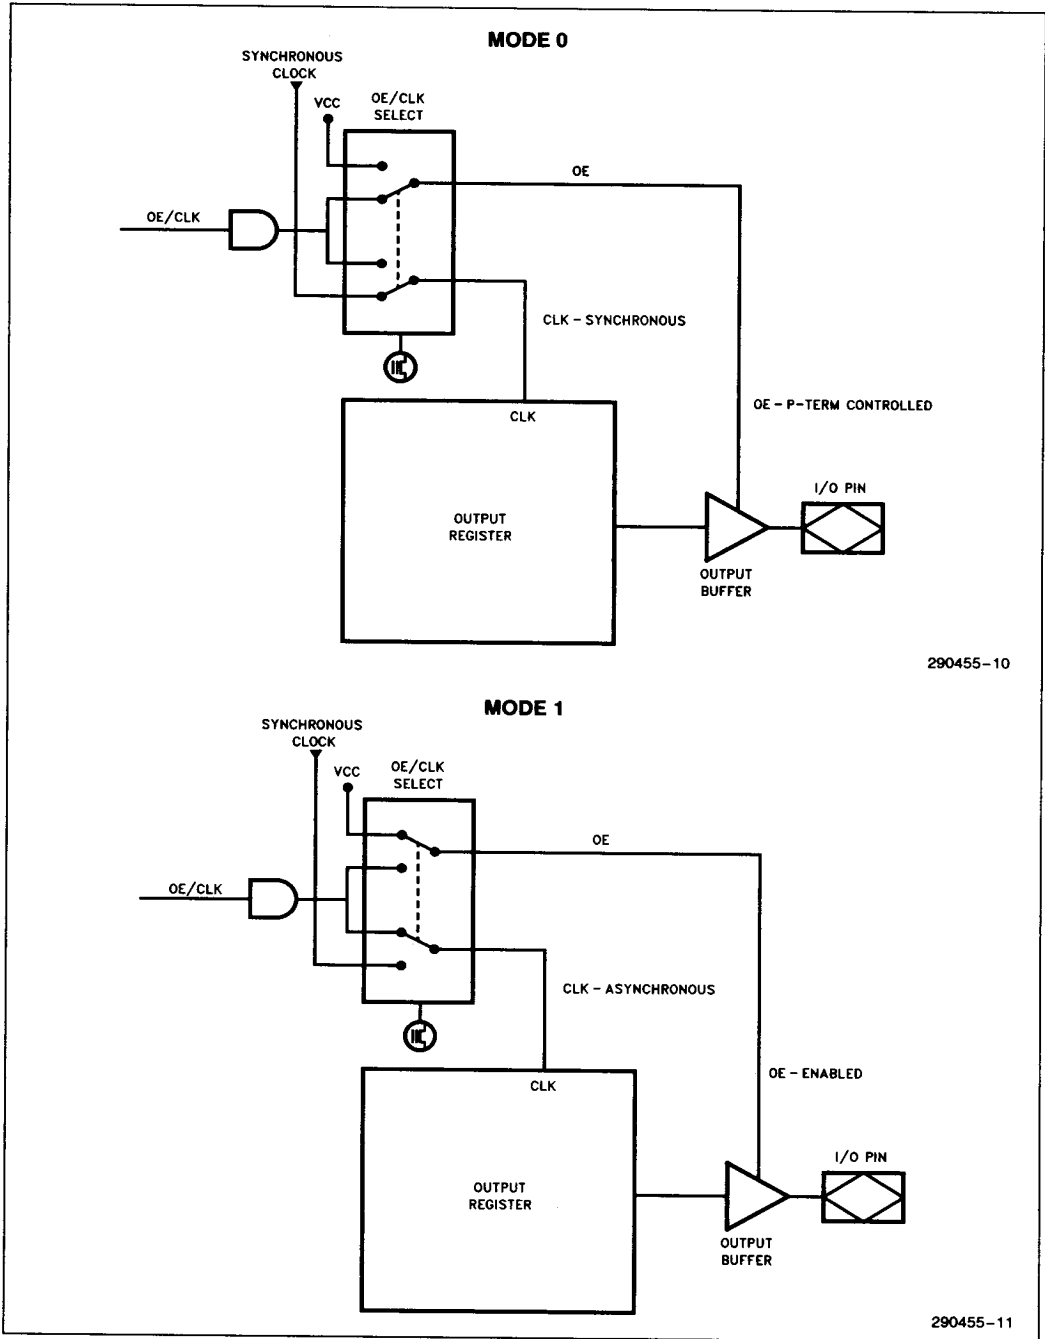 MODE 0
SYNCHRONOUS
CLOCK
VCC
OE/CLK
SELECT
OE
OE/CLK
CLK – SYNCHRONOUS
OE – P-TERM CONTROLLED
CLK
I/O PIN
OUTPUT
REGISTER
OUTPUT
BUFFER
290455–10
MODE 1
SYNCHRONOUS
CLOCK
VCC
OE/CLK
SELECT
OE
OE/CLK
CLK – ASYNCHRONOUS
OE – ENABLED
CLK
I/O PIN
OUTPUT
REGISTER
OUTPUT
BUFFER
290455–11